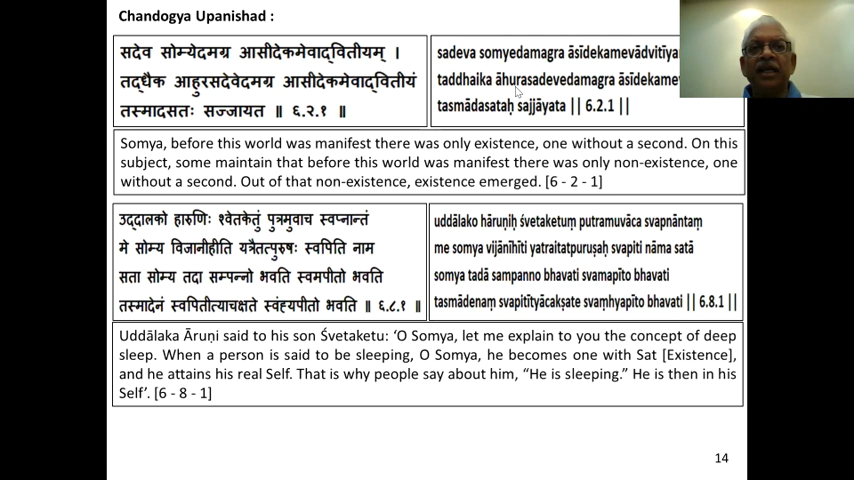 Chandogya Upanishad :
सदेव सोम्येदमग्र आसीदेकमेवाद्वितीयम् ।
तद्धैक आहुरसदेवेदमग्र आसीदेकमेवाद्वितीयं
तस्मादसतः सज्जायत ॥ ६.२.१ ॥
sadeva somyedamagra āsīdekamevādvitīya
taddhaika āhurasadevedamagra āsīdekame
tasmādasataḥ sajjāyata || 6.2.1 ||
Somya, before this world was manifest there was only existence, one without a second. On this
subject, some maintain that before this world was manifest there was only non-existence, one
without a second. Out of that non-existence, existence emerged. [6 - 2 - 1]
उद्दालको हारुणिः श्वेतकेतुं पुत्रमुवाच स्वप्नान्तं
मे सोम्य विजानीहीति यत्रैतत्पुरुषः स्वपिति नाम
सता सोम्य तदा सम्पन्नो भवति स्वमपीतो भवति
तस्मादेनं स्वपितीत्याचक्षते स्वंह्यपीतो भवति ॥ ६.८.१ ॥
uddālako hāruṇiḥ śvetaketuṃ putramuvāca svapnāntaṃ
me somya vijānīhīti yatraitatpuruṣaḥ svapiti nāma satā
somya tadā sampanno bhavati svamapīto bhavati
tasmādenaṃ svapitītyācakṣate svaṃhyapīto bhavati || 6.8.1 ||
Uddālaka Āruṇi said to his son Śvetaketu: ‘O Somya, let me explain to you the concept of deep
sleep. When a person is said to be sleeping, O Somya, he becomes one with Sat [Existence],
and he attains his real Self. That is why people say about him, “He is sleeping.” He is then in his
Self’. [6 - 8 - 1]
14